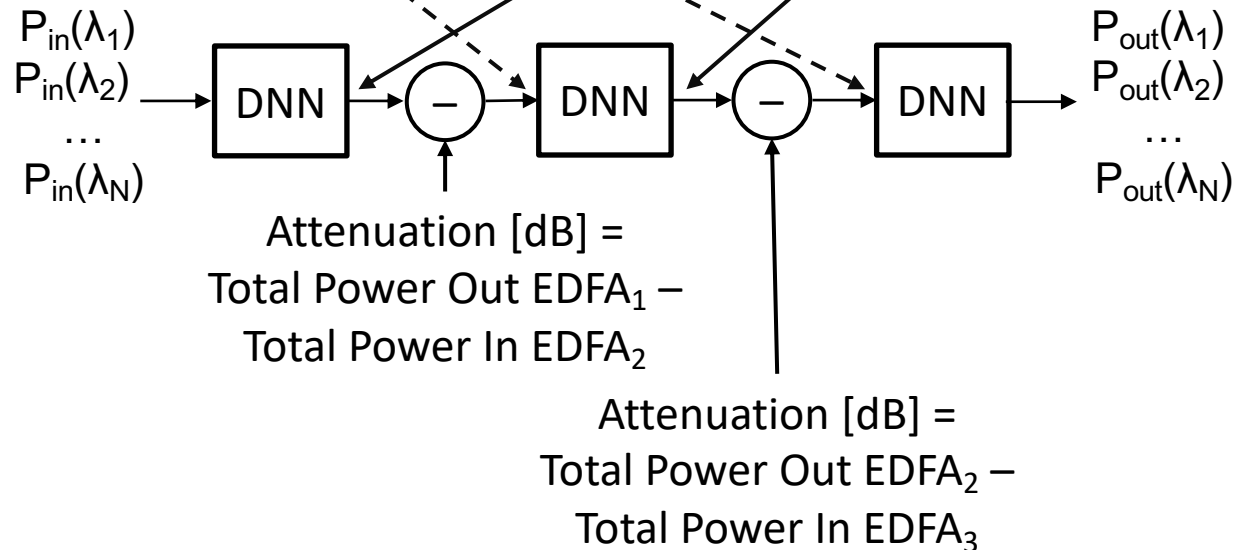 P_in(λ_1)
P_in(λ_2)
...
P_in(λ_N)
DNN
−
DNN
−
DNN
P_out(λ_1)
P_out(λ_2)
...
P_out(λ_N)
Attenuation [dB] =
Total Power Out EDFA_1 –
Total Power In EDFA_2
Attenuation [dB] =
Total Power Out EDFA_2 –
Total Power In EDFA_3